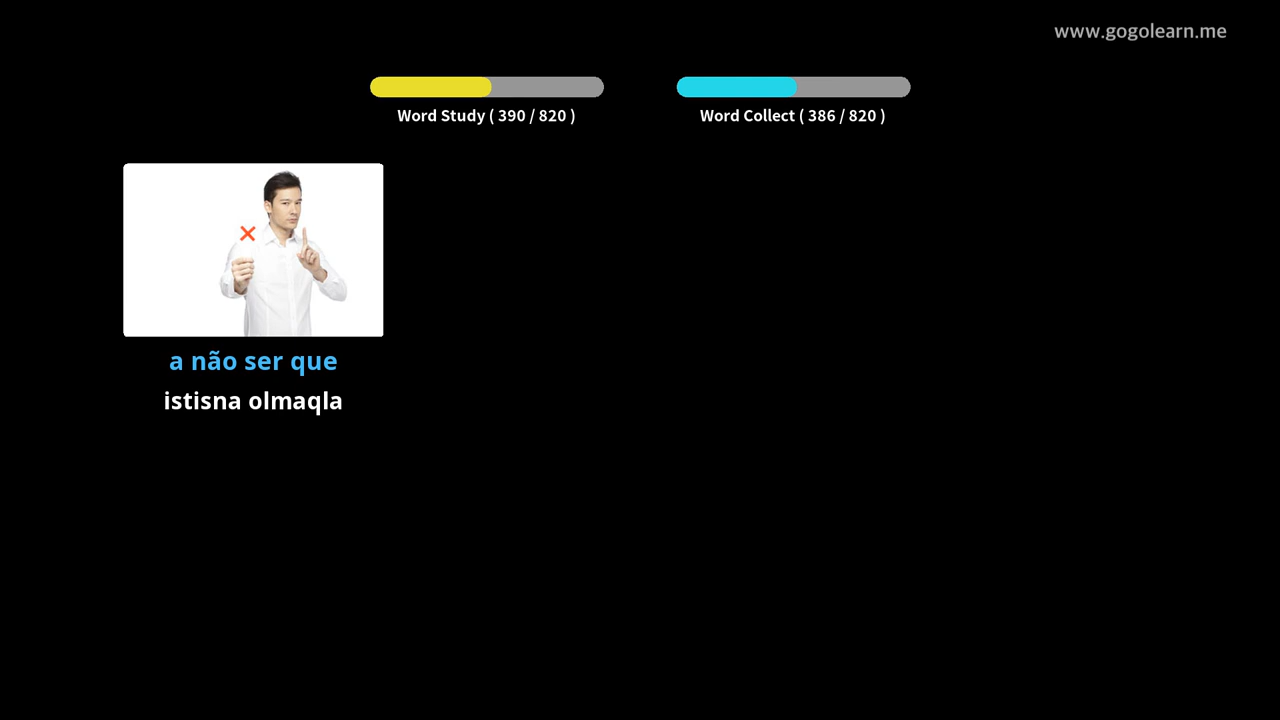 www.gogolearn.me
Word Study ( 390 / 820 )
Word Collect ( 386 / 820 )
a não ser que
istisna olmaqla